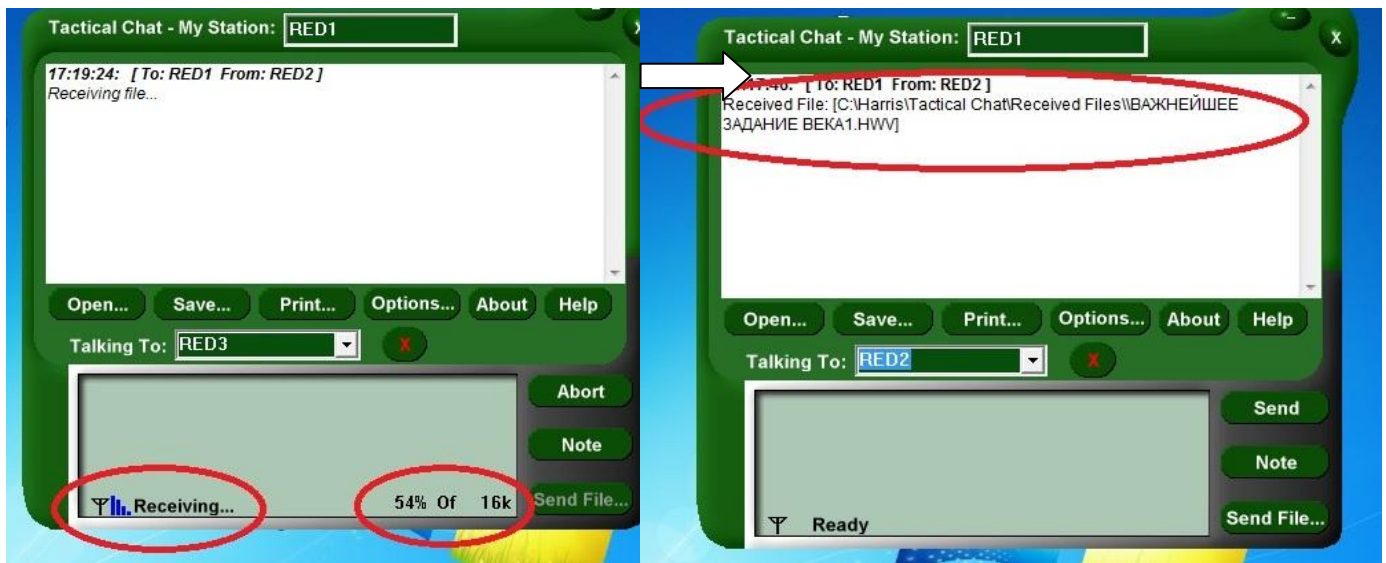 Tactical Chat - My Station: RED1
17:19:24: [ To: RED1 From: RED2 ]
Receiving file...
Open... Save... Print... Options... About Help
Talking To: RED3 X
Abort
Note
Receiving... 54% Of 16k Send File...
Tactical Chat - My Station: RED1 X
[ To: RED1 From: RED2 ]
Received File: [C:\Harris\Tactical Chat\Received Files\\ВАЖНЕЙШЕЕ
ЗАДАНИЕ ВЕКА1.HWV]
Open... Save... Print... Options... About Help
Talking To: RED2 X
Send
Note
Ready Send File...